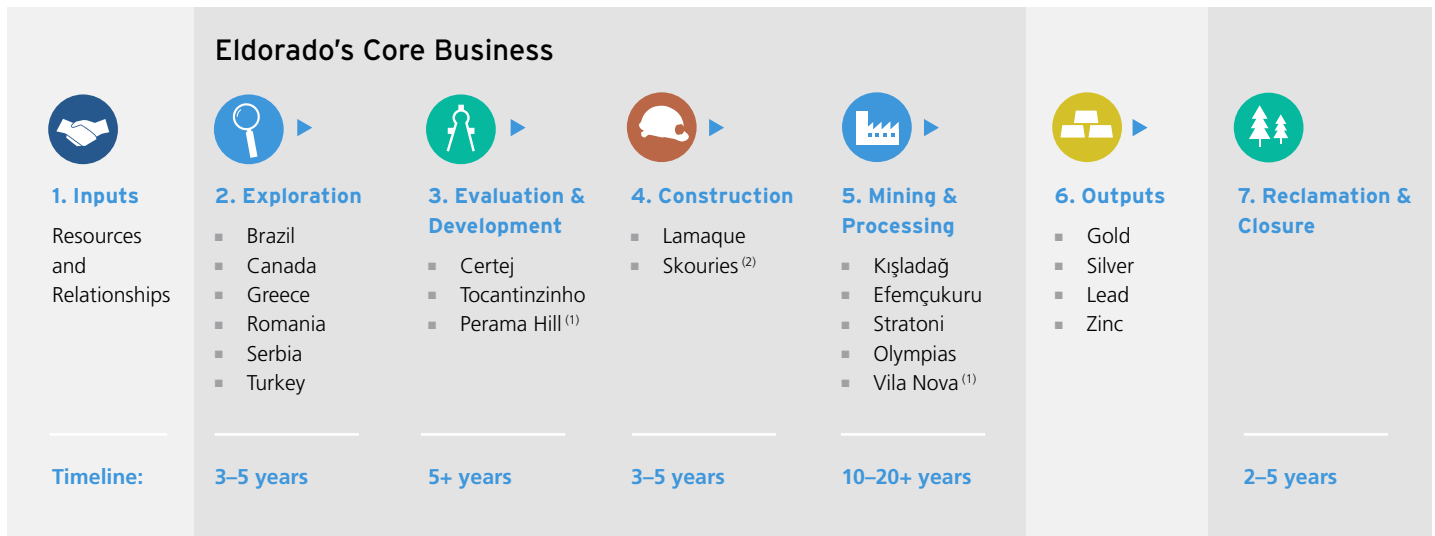 Eldorado's Core Business
1. Inputs
Resources
and
Relationships
2. Exploration
Brazil
Canada
Greece
Romania
Serbia
Turkey
3. Evaluation &
Development
Certej
Tocantinzinho
Perama Hill (1)
4. Construction
Lamaque
Skouries (2)
5. Mining &
Processing
Kışladağ
Efemçukuru
Stratoni
Olympias
Vila Nova (1)
6. Outputs
Gold
Silver
Lead
Zinc
7. Reclamation &
Closure
Timeline:
3–5 years
5+ years
3–5 years
10–20+ years
2–5 years